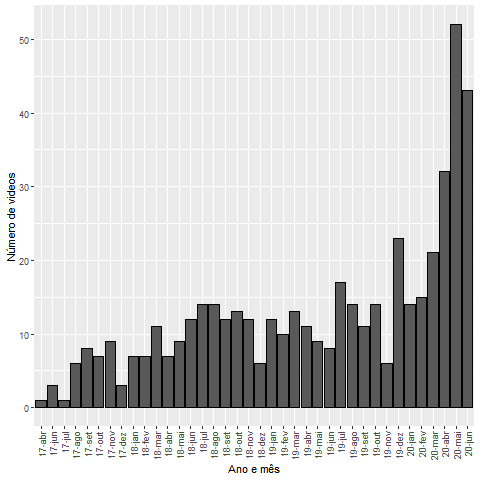 Número de vídeos
50
40
30
20
10
0
17-abr
17-jun
17-jul
17-ago
17-set
17-out
17-nov
17-dez
18-jan
18-fev
18-mar
18-abr
18-mai
18-jun
18-jul
18-ago
18-set
18-out
18-nov
18-dez
19-jan
19-fev
19-mar
19-abr
19-mai
19-jun
19-jul
19-ago
19-set
19-out
19-nov
19-dez
20-jan
20-fev
20-mar
20-abr
20-mai
20-jun
Ano e mês